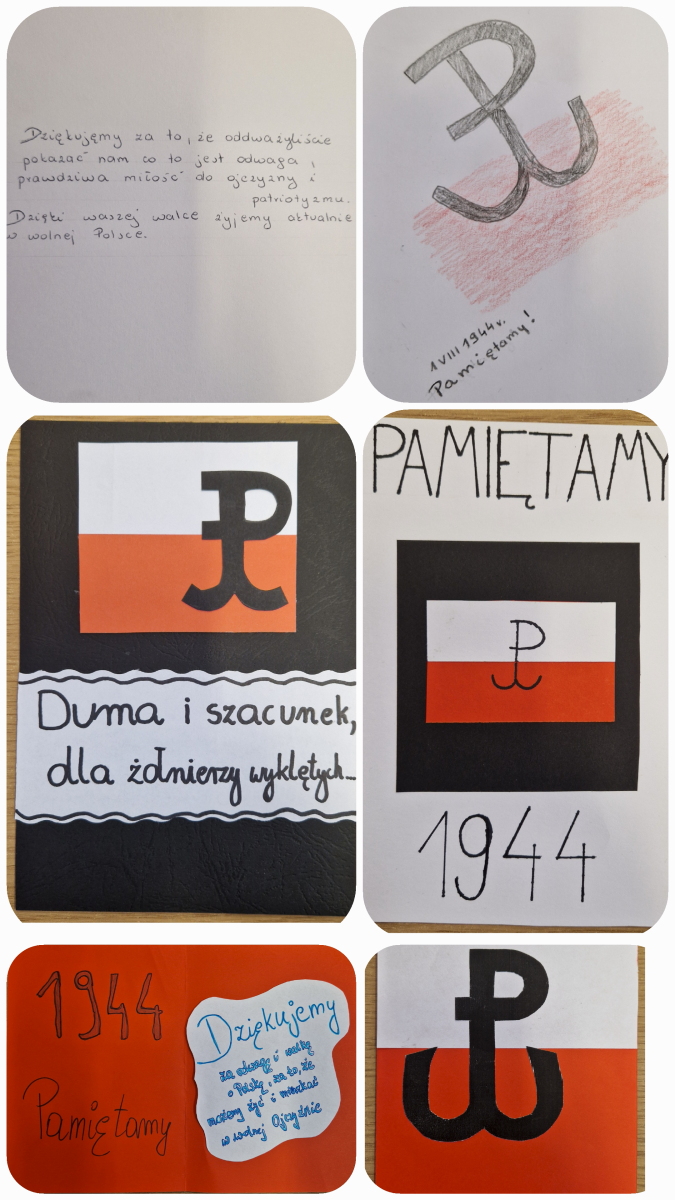 Dziękujęmy za to, że oddważyliście
pokazać nam co to jest odwaga,
prawdziwa miłość do ojczyzny i
patriotyzmu.
Dzięki waszej walce żyjemy aktualnie
w wolnej Polsce.
1 VIII 1944r.
Pamiętamy!
Duma i szacunek,
dla żołnierzy wyklętych...
PAMIĘTAMY
1944
1944
Pamiętamy
Dziękujemy
za odwagę i walkę
o Polskę, za to, że
możemy żyć i mieszkać
w wolnej Ojczyźnie